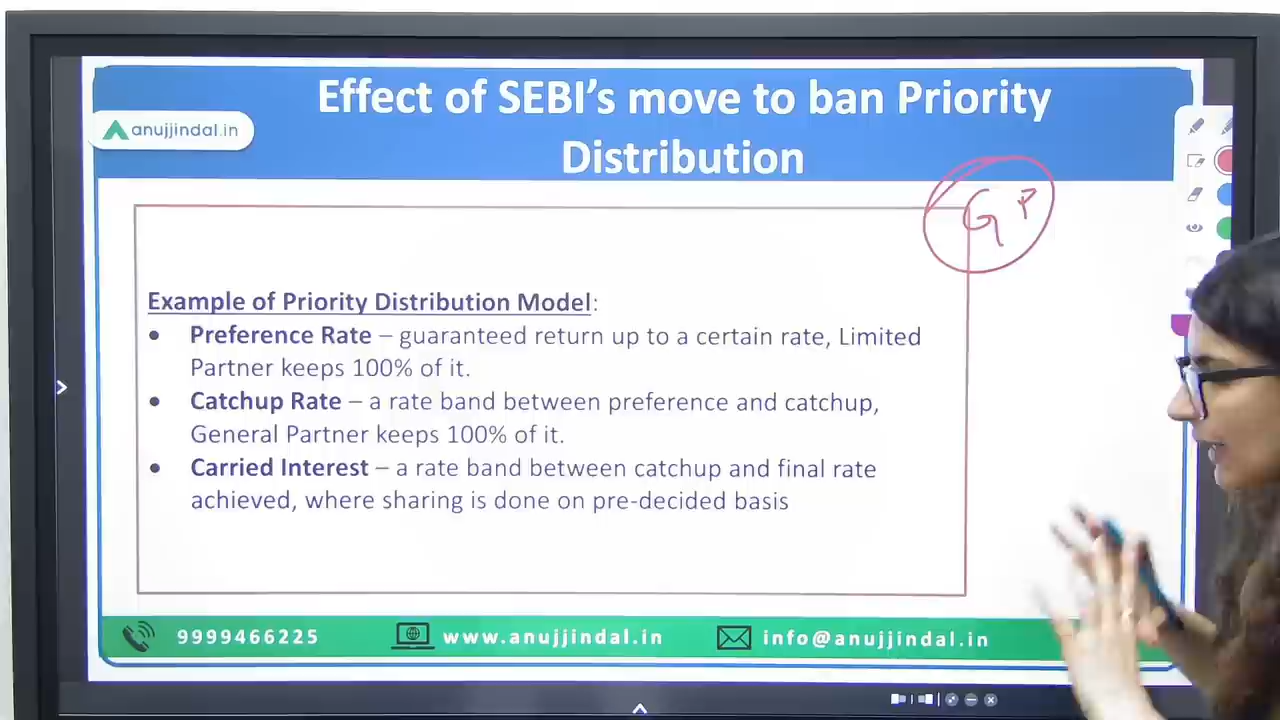 Effect of SEBI's move to ban Priority
Distribution
anujjindal.in
G P
Example of Priority Distribution Model:
• Preference Rate – guaranteed return up to a certain rate, Limited
Partner keeps 100% of it.
• Catchup Rate – a rate band between preference and catchup,
General Partner keeps 100% of it.
• Carried Interest – a rate band between catchup and final rate
achieved, where sharing is done on pre-decided basis
9999466225
www.anujjindal.in
info@anujjindal.in